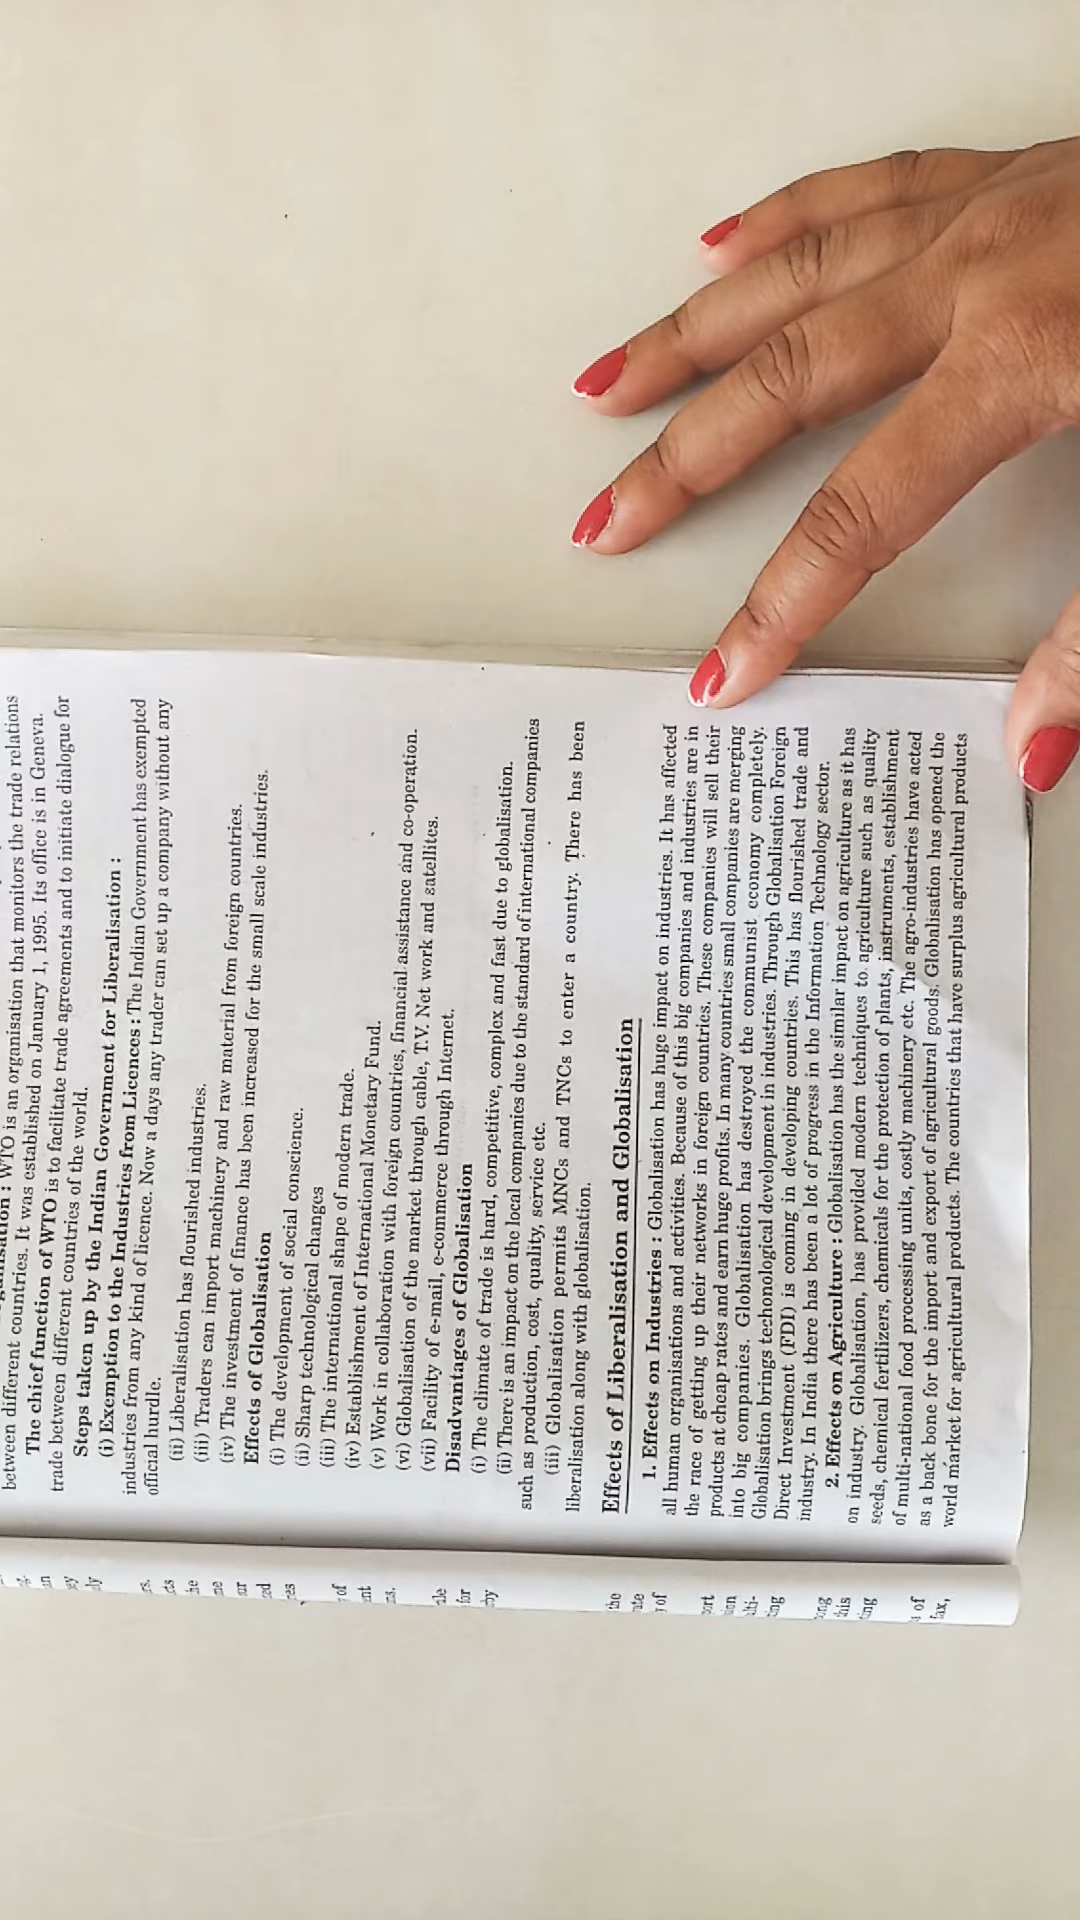 WTO is an organisation that monitors the trade relations
between different countries. It was established on January 1, 1995. Its office is in Geneva.
The chief function of WTO is to facilitate trade agreements and to initiate dialogue for
trade between different countries of the world.
Steps taken up by the Indian Government for Liberalisation :
(i) Exemption to the Industries from Licences : The Indian Government has exempted
industries from any kind of licence. Now a days any trader can set up a company without any
official hurdle.
(ii) Liberalisation has flourished industries.
(iii) Traders can import machinery and raw material from foreign countries.
(iv) The investment of finance has been increased for the small scale industries.
Effects of Globalisation
(i) The development of social conscience.
(ii) Sharp technological changes
(iii) The international shape of modern trade.
(iv) Establishment of International Monetary Fund.
(v) Work in collaboration with foreign countries, financial assistance and co-operation.
(vi) Globalisation of the market through cable, T.V. Net work and satellites.
(vii) Facility of e-mail, e-commerce through Internet.
Disadvantages of Globalisation
(i) The climate of trade is hard, competitive, complex and fast due to globalisation.
(ii) There is an impact on the local companies due to the standard of international companies
such as production, cost, quality, service etc.
(iii) Globalisation permits MNCs and TNCs to enter a country. There has been
liberalisation along with globalisation.
Effects of Liberalisation and Globalisation
1. Effects on Industries : Globalisation has huge impact on industries. It has affected
all human organisations and activities. Because of this big companies and industries are in
the race of getting up their networks in foreign countries. These companies will sell their
products at cheap rates and earn huge profits. In many countries small companies are merging
into big companies. Globalisation has destroyed the communist economy completely.
Globalisation brings techonological development in industries. Through Globalisation Foreign
Direct Investment (FDI) is coming in developing countries. This has flourished trade and
industry. In India there has been a lot of progress in the Information Technology sector.
2. Effects on Agriculture : Globalisation has the similar impact on agriculture as it has
on industry. Globalisation, has provided modern techniques to agriculture such as quality
seeds, chemical fertilizers, chemicals for the protection of plants, instruments, establishment
of multi-national food processing units, costly machinery etc. The agro-industries have acted
as a back bone for the import and export of agricultural goods. Globalisation has opened the
world market for agricultural products. The countries that have surplus agricultural products